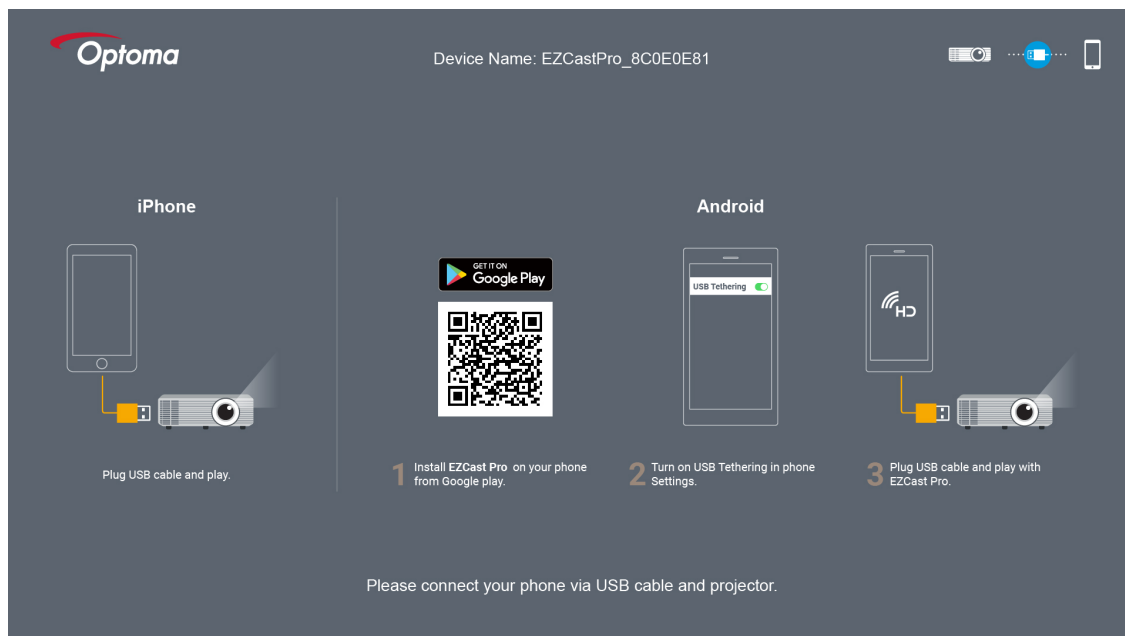 Optoma
Device Name: EZCastPro_8C0E0E81
iPhone
Plug USB cable and play.
Android
GET IT ON
Google Play
1 Install EZCast Pro on your phone
from Google play.
USB Tethering
2 Turn on USB Tethering in phone
Settings.
HD
3 Plug USB cable and play with
EZCast Pro.
Please connect your phone via USB cable and projector.